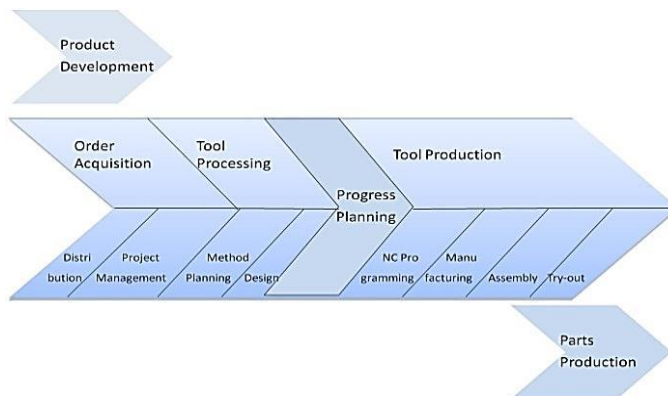 Product
Development
Order
Acquisition
Tool
Processing
Tool Production
Progress
Planning
Distri
bution
Project
Management
Method
Planning
Design
NC Pro
gramming
Manu
facturing
Assembly
Try-out
Parts
Production